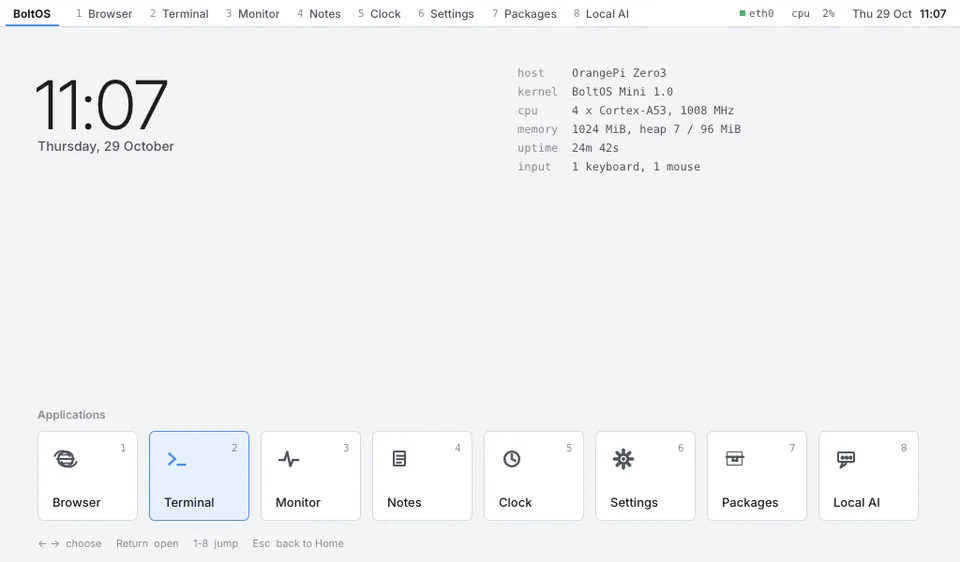 BoltOS 1 Browser 2 Terminal 3 Monitor 4 Notes 5 Clock 6 Settings 7 Packages 8 Local AI eth0 cpu 2% Thu 29 Oct 11:07
11:07
Thursday, 29 October
host OrangePi Zero3
kernel BoltOS Mini 1.0
cpu 4 x Cortex-A53, 1008 MHz
memory 1024 MiB, heap 7 / 96 MiB
uptime 24m 42s
input 1 keyboard, 1 mouse
Applications
1 2 3 4 5 6 7 8
Browser Terminal Monitor Notes Clock Settings Packages Local AI
← → choose Return open 1-8 jump Esc back to Home